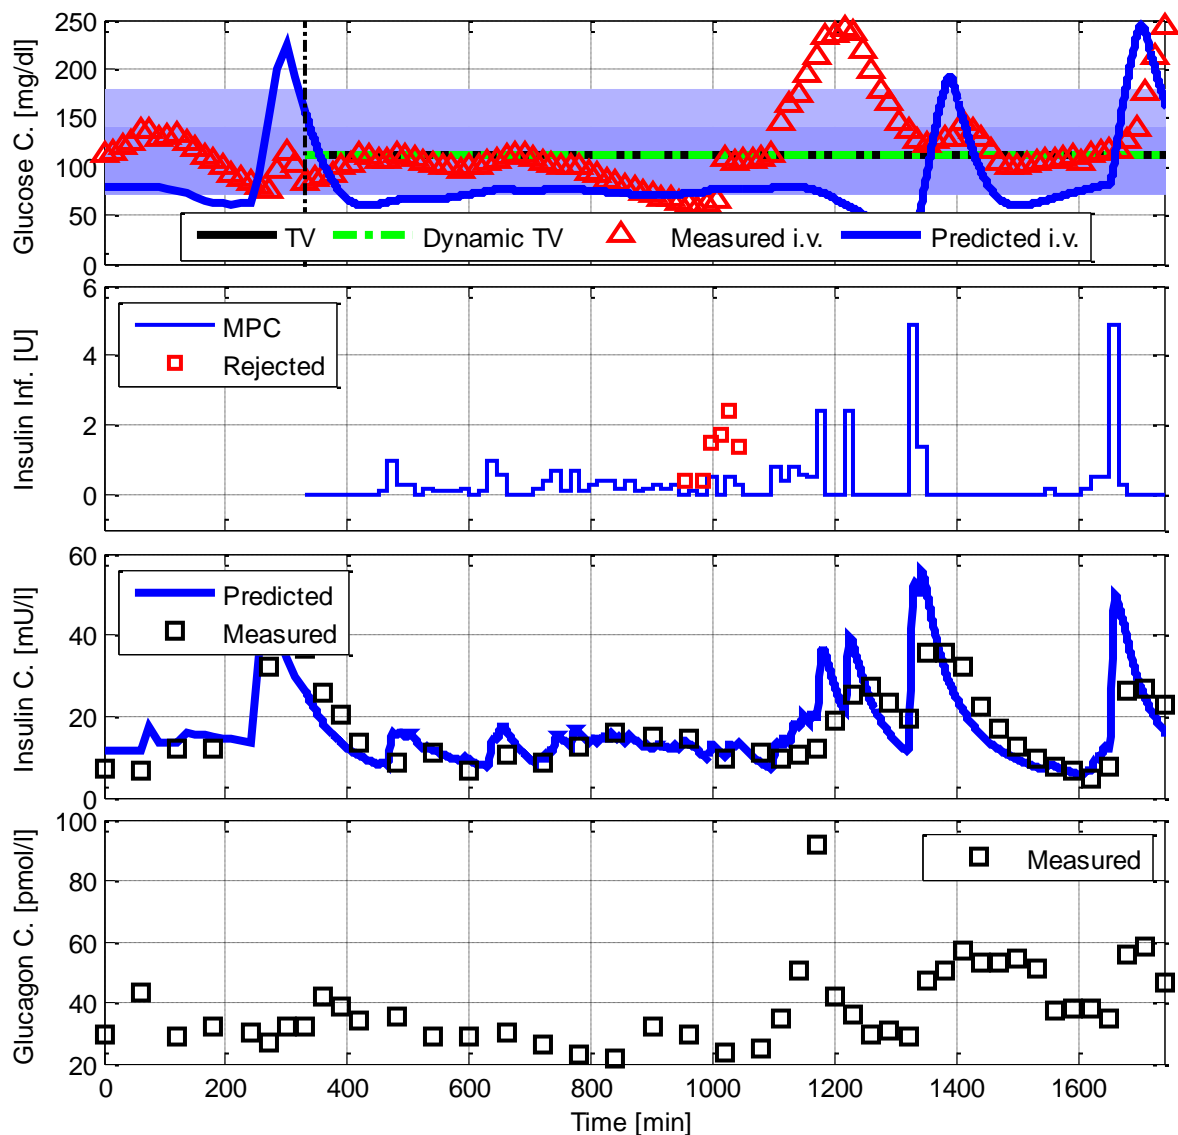 250
200
150
100
50
0
Glucose C. [mg/dl]
TV
Dynamic TV
Measured i.v.
Predicted i.v.
6
4
2
0
Insulin Inf. [U]
MPC
Rejected
60
40
20
0
Insulin C. [mU/l]
Predicted
Measured
100
80
60
40
20
Glucagon C. [pmol/l]
Measured
0 200 400 600 800 1000 1200 1400 1600
Time [min]